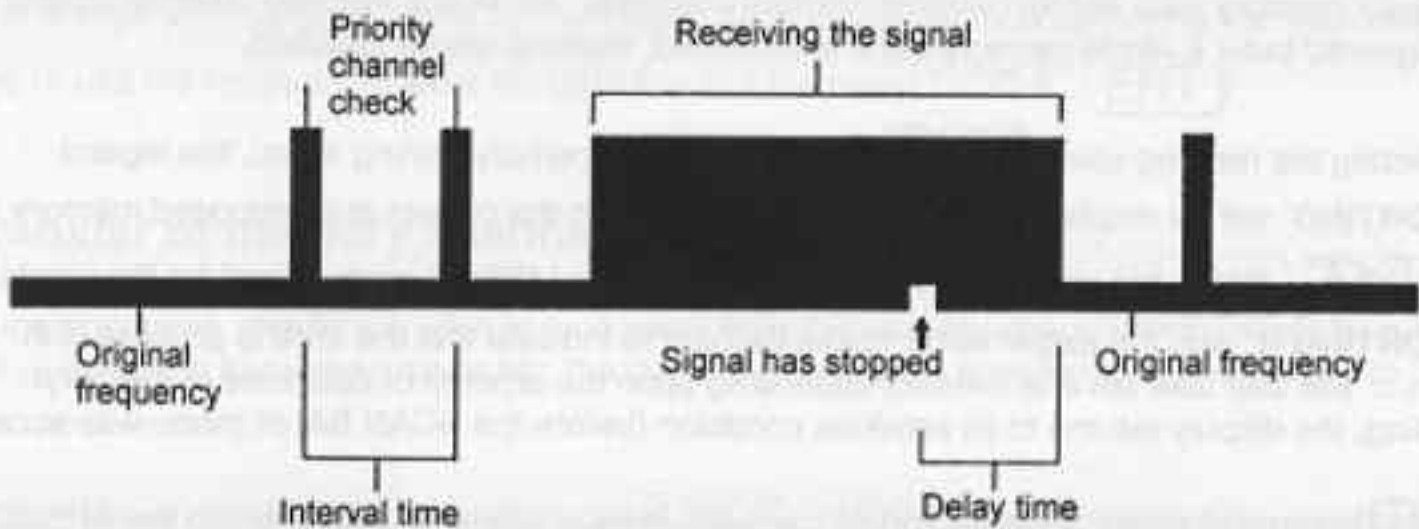 Priority
channel
check
Receiving the signal
Original
frequency
Signal has stopped
Original frequency
Interval time
Delay time